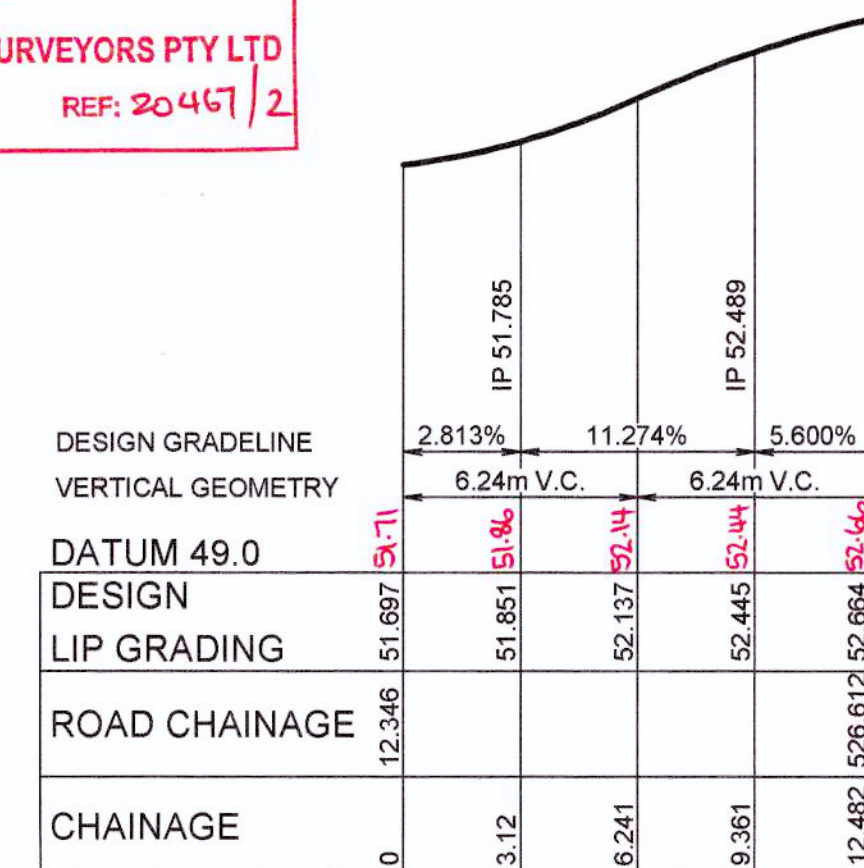 URVEYORS PTY LTD
REF: 20467/2
IP 51.785
IP 52.489
DESIGN GRADELINE 2.813% 11.274% 5.600%
VERTICAL GEOMETRY 6.24m V.C. 6.24m V.C.
DATUM 49.0 51.71 51.86 52.14 52.44 52.66
DESIGN
LIP GRADING 51.697 51.851 52.137 52.445 52.664
ROAD CHAINAGE 12.346 526.612
CHAINAGE 0 3.12 6.241 9.361 12.482